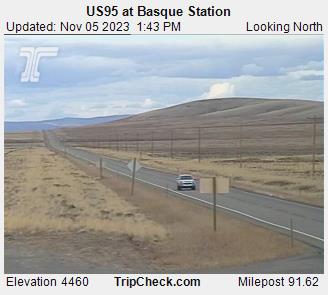 US95 at Basque Station
Updated: Nov 05 2023 1:43 PM Looking North
Elevation 4460 TripCheck.com Milepost 91.62